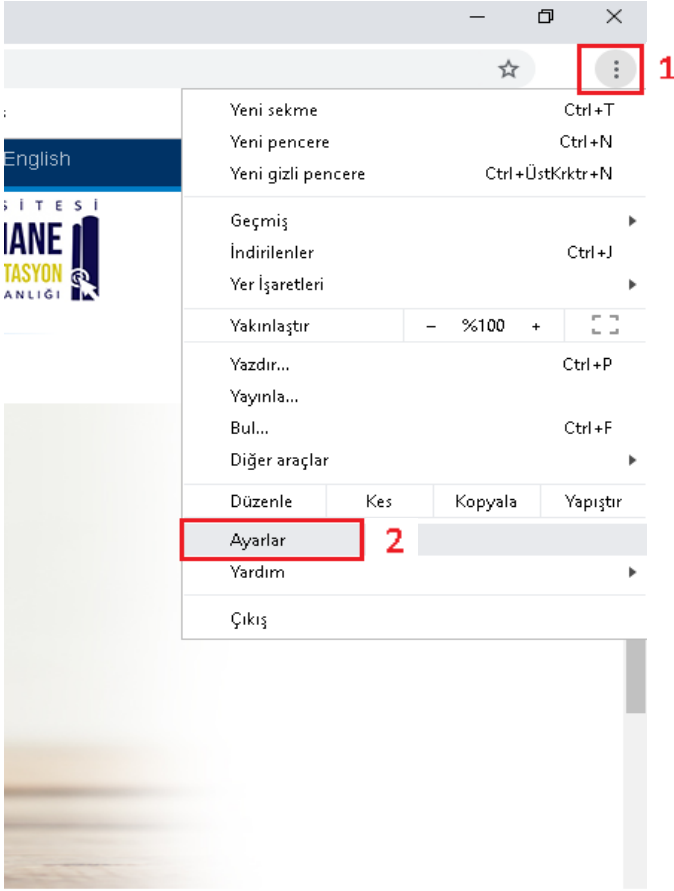 1
Yeni sekme Ctrl+T
Yeni pencere Ctrl+N
English
Yeni gizli pencere Ctrl+ÜstKrktr+N
SİTESİ
Geçmiş
ANE
İndirilenler Ctrl+J
TASYON
Yer İşaretleri
ANLIĞI
Yakınlaştır – %100 +
Yazdır... Ctrl+P
Yayınla...
Bul... Ctrl+F
Diğer araçlar
Düzenle Kes Kopyala Yapıştır
Ayarlar 2
Yardım
Çıkış